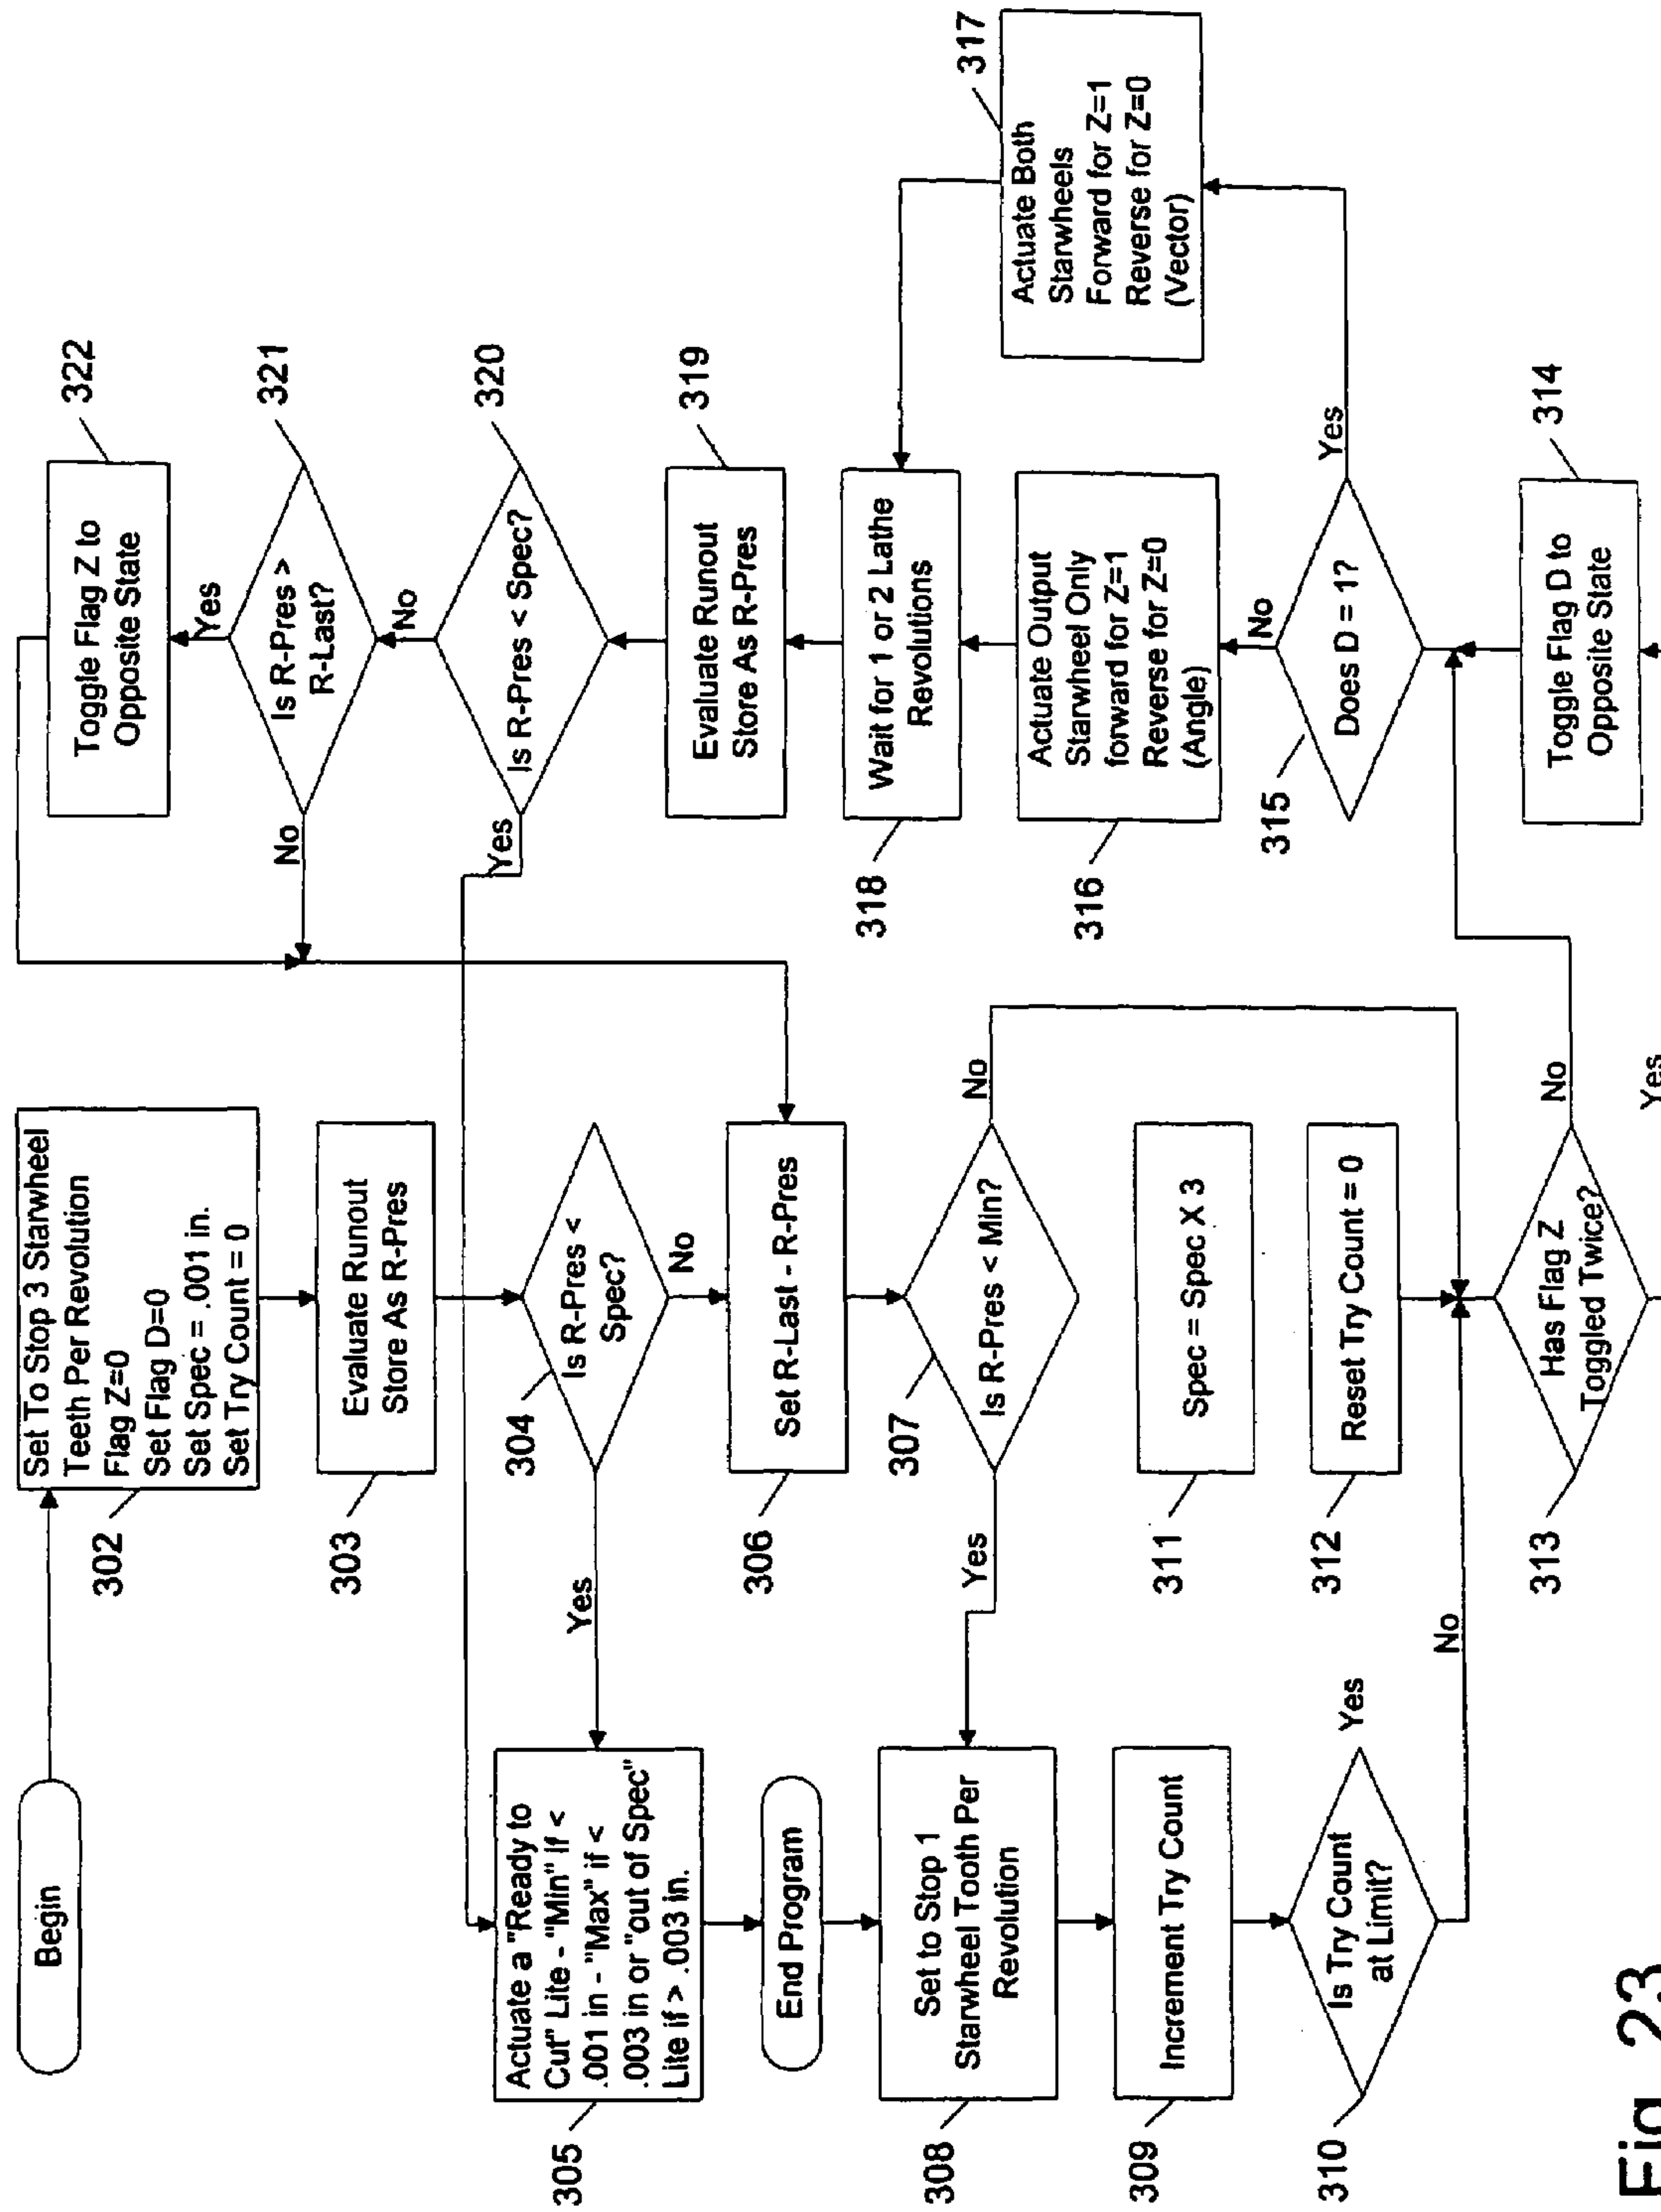 Begin
Set To Stop 3 Starwheel
Teeth Per Revolution
Flag Z=0
Set Flag D=0
Set Spec = .001 in.
Set Try Count = 0
302
Evaluate Runout
Store As R-Pres
303
Is R-Pres <
Spec?
304
Yes
No
Actuate a "Ready to
Cut" Lite - "Min" if <
.001 in - "Max" if <
.003 in or "out of Spec"
Lite if > .003 in.
305
End Program
Set R-Last - R-Pres
306
Is R-Pres < Min?
307
Yes
No
Set to Stop 1
Starwheel Tooth Per
Revolution
308
Increment Try Count
309
Is Try Count
at Limit?
310
Yes
No
Spec = Spec X 3
311
Reset Try Count = 0
312
Has Flag Z
Toggled Twice?
313
No
Yes
Toggle Flag D to
Opposite State
314
Does D = 1?
315
No
Yes
Actuate Output
Starwheel Only
forward for Z=1
Reverse for Z=0
(Angle)
316
Actuate Both
Starwheels
Forward for Z=1
Reverse for Z=0
(Vector)
317
Wait for 1 or 2 Lathe
Revolutions
318
Evaluate Runout
Store As R-Pres
319
Is R-Pres < Spec?
320
Yes
No
Is R-Pres >
R-Last?
321
No
Yes
Toggle Flag Z to
Opposite State
322
Fig. 23